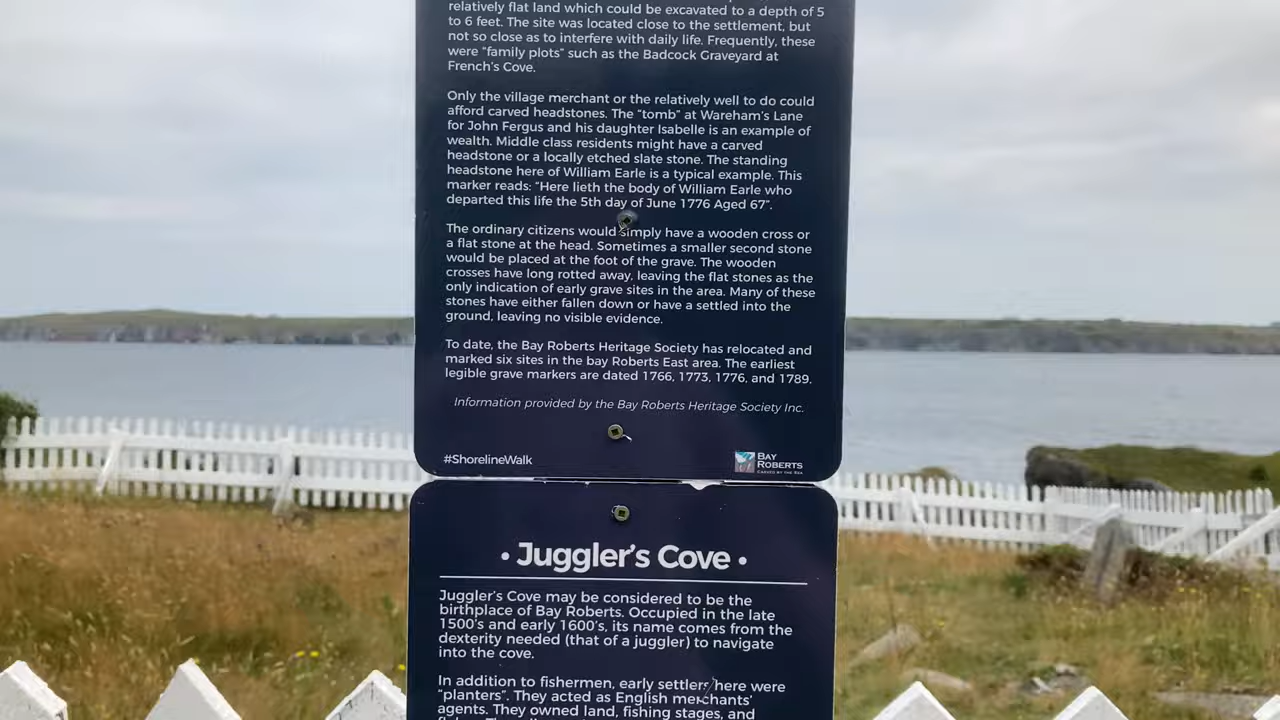 relatively flat land which could be excavated to a depth of 5
to 6 feet. The site was located close to the settlement, but
not so close as to interfere with daily life. Frequently, these
were "family plots" such as the Badcock Graveyard at
French's Cove.
Only the village merchant or the relatively well to do could
afford carved headstones. The "tomb" at Wareham's Lane
for John Fergus and his daughter Isabelle is an example of
wealth. Middle class residents might have a carved
headstone or a locally etched slate stone. The standing
headstone here of William Earle is a typical example. This
marker reads: "Here lieth the body of William Earle who
departed this life the 5th day of June 1776 Aged 67".
The ordinary citizens would simply have a wooden cross or
a flat stone at the head. Sometimes a smaller second stone
would be placed at the foot of the grave. The wooden
crosses have long rotted away, leaving the flat stones as the
only indication of early grave sites in the area. Many of these
stones have either fallen down or have a settled into the
ground, leaving no visible evidence.
To date, the Bay Roberts Heritage Society has relocated and
marked six sites in the bay Roberts East area. The earliest
legible grave markers are dated 1766, 1773, 1776, and 1789.
Information provided by the Bay Roberts Heritage Society Inc.
#ShorelineWalk
BAY
ROBERTS
CARVED BY THE SEA
• Juggler's Cove •
Juggler's Cove may be considered to be the
birthplace of Bay Roberts. Occupied in the late
1500's and early 1600's, its name comes from the
dexterity needed (that of a juggler) to navigate
into the cove.
In addition to fishermen, early settlers here were
"planters". They acted as English merchants'
agents. They owned land, fishing stages, and